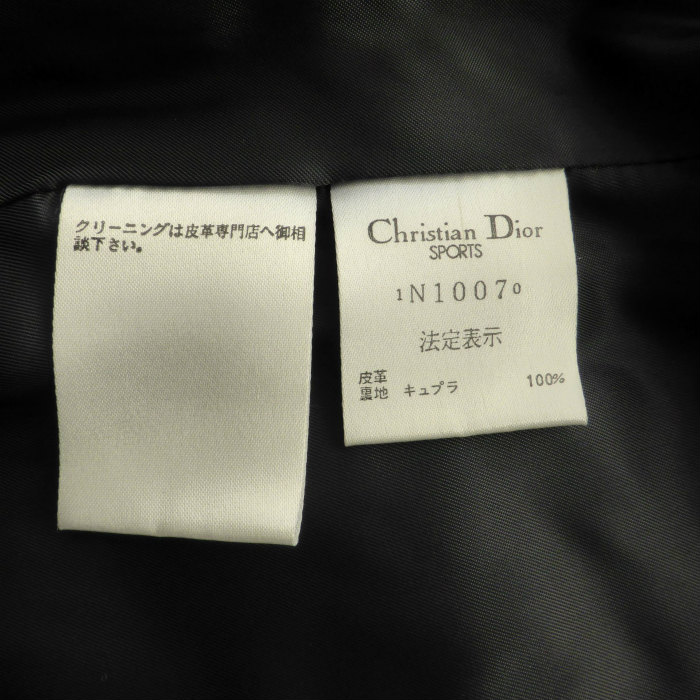 クリーニングは皮革専門店へ御相
談下さい。
Christian Dior
SPORTS
1N10070
法定表示
皮革
裏地 キュプラ 100%